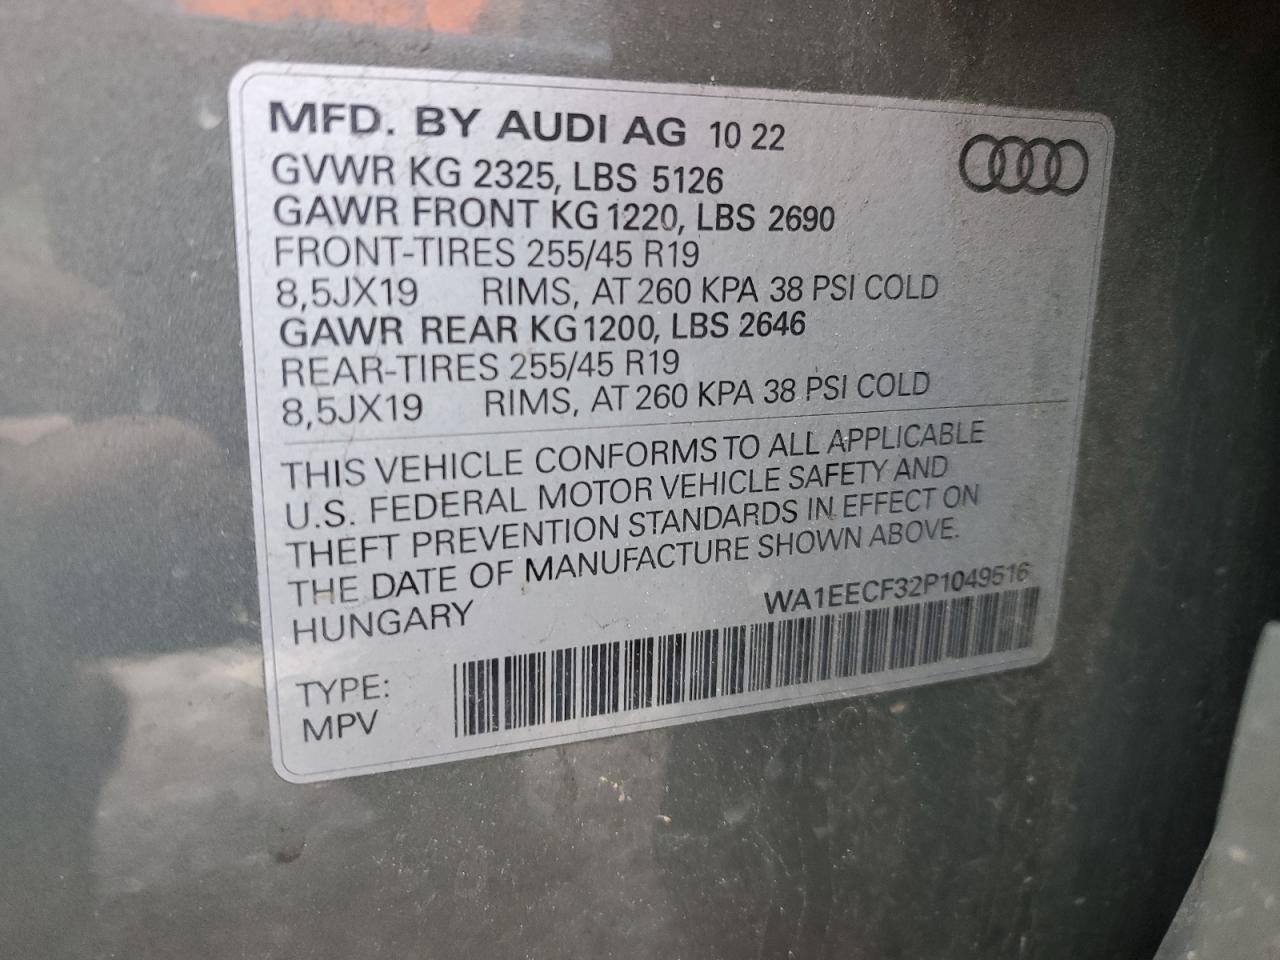 MFD. BY AUDI AG 10 22
GVWR KG 2325, LBS 5126
GAWR FRONT KG 1220, LBS 2690
FRONT-TIRES 255/45 R19
8,5JX19 RIMS, AT 260 KPA 38 PSI COLD
GAWR REAR KG 1200, LBS 2646
REAR-TIRES 255/45 R19
8,5JX19 RIMS, AT 260 KPA 38 PSI COLD
THIS VEHICLE CONFORMS TO ALL APPLICABLE
U.S. FEDERAL MOTOR VEHICLE SAFETY AND
THEFT PREVENTION STANDARDS IN EFFECT ON
THE DATE OF MANUFACTURE SHOWN ABOVE.
HUNGARY
WA1EECF32P1049516
TYPE:
MPV